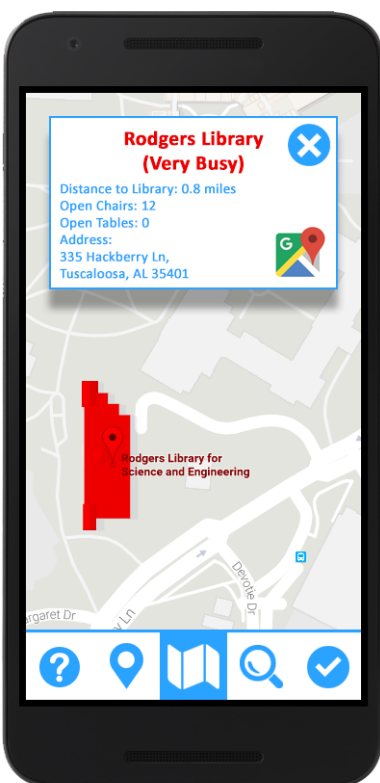 Rodgers Library
(Very Busy)
Distance to Library: 0.8 miles
Open Chairs: 12
Open Tables: 0
Address:
335 Hackberry Ln,
Tuscaloosa, AL 35401
G
Rodgers Library for
Science and Engineering
Devotie Dr
rgaret Dr
y Ln
?